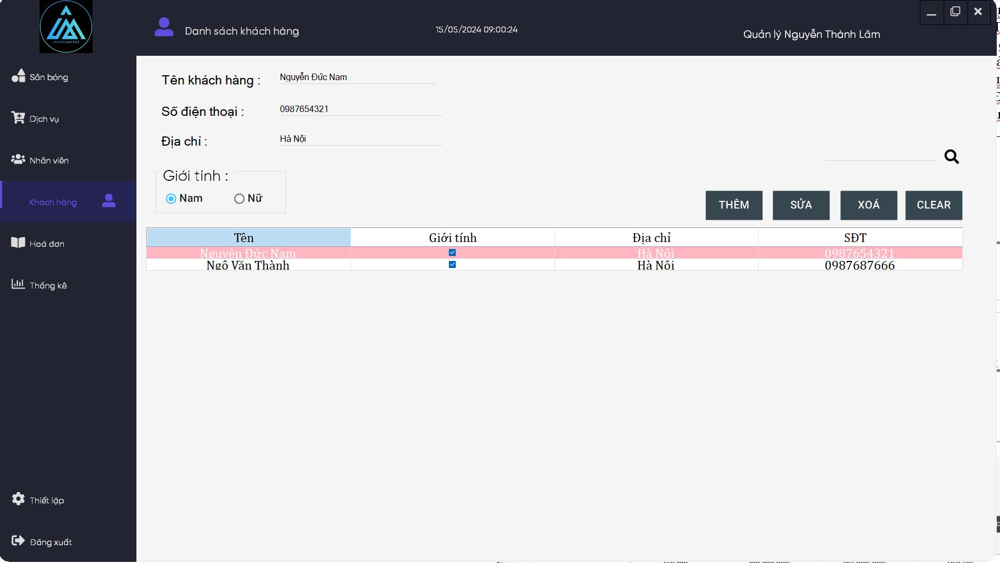 thanhlamit02
Danh sách khách hàng
15/05/2024 09:00:24
Quản lý Nguyễn Thành Lâm
Sân bóng
Dịch vụ
Nhân viên
Khách hàng
Hoá đơn
Thống kê
Thiết lập
Đăng xuất
Tên khách hàng : Nguyễn Đức Nam
Số điện thoại : 0987654321
Địa chỉ : Hà Nội
Giới tính :
Nam Nữ
THÊM SỬA XOÁ CLEAR
Tên Giới tính Địa chỉ SĐT
Nguyễn Đức Nam Hà Nội 0987654321
Ngô Văn Thành Hà Nội 0987687666